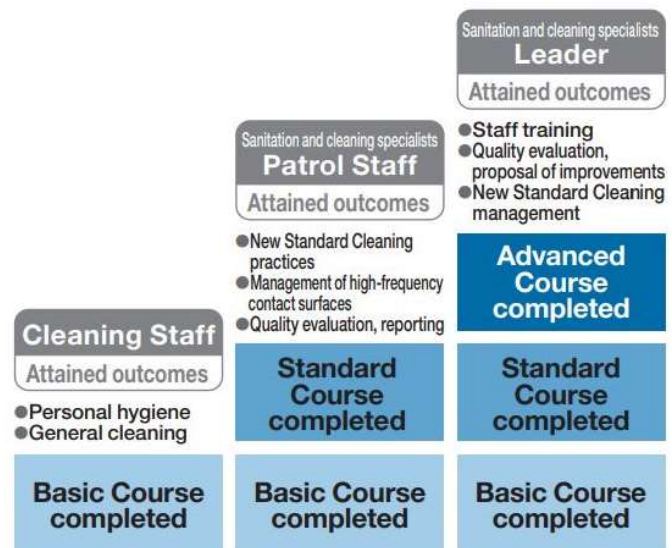 Cleaning Staff
Attained outcomes
●Personal hygiene
●General cleaning
Basic Course
completed
Sanitation and cleaning specialists
Patrol Staff
Attained outcomes
●New Standard Cleaning
practices
●Management of high-frequency
contact surfaces
●Quality evaluation, reporting
Standard
Course
completed
Basic Course
completed
Sanitation and cleaning specialists
Leader
Attained outcomes
●Staff training
●Quality evaluation,
proposal of improvements
●New Standard Cleaning
management
Advanced
Course
completed
Standard
Course
completed
Basic Course
completed